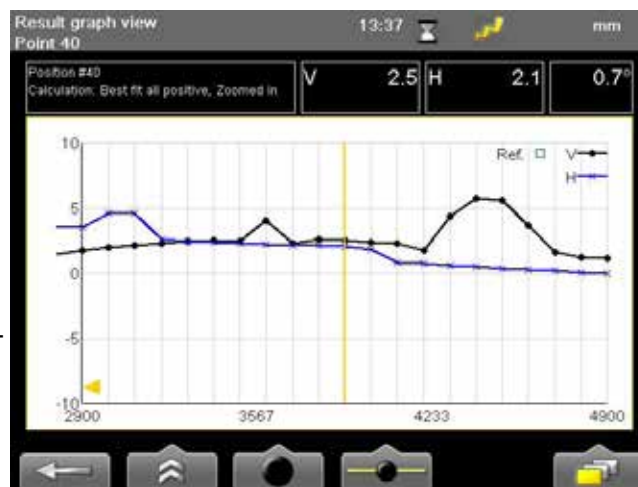 Result graph view 13:37 mm
Point 40
Position #40
Calculation: Best fit all positive, Zoomed in
V 2.5 H 2.1 0.7°
10
Ref. V
H
5
0
-5
-10
2900 3567 4233 4900